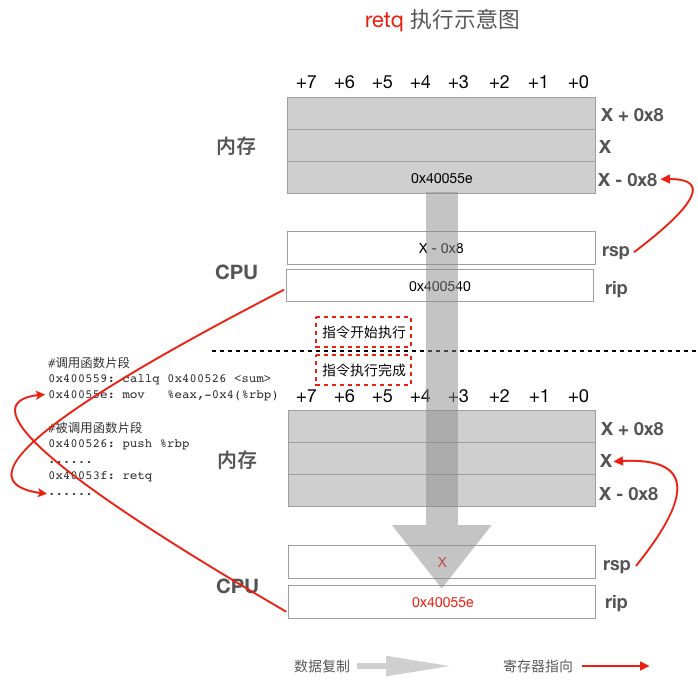 retq 执行示意图
+7 +6 +5 +4 +3 +2 +1 +0
X + 0x8
内存
X
0x40055e
X - 0x8
X - 0x8
rsp
CPU
0x400540
rip
指令开始执行
指令执行完成
#调用函数片段
0x400559: callq 0x400526 <sum>
0x40055e: mov %eax,-0x4(%rbp)
+7 +6 +5 +4 +3 +2 +1 +0
#被调用函数片段
0x400526: push %rbp
......
0x40053f: retq
......
X + 0x8
内存
X
X - 0x8
X
rsp
CPU
0x40055e
rip
数据复制
寄存器指向